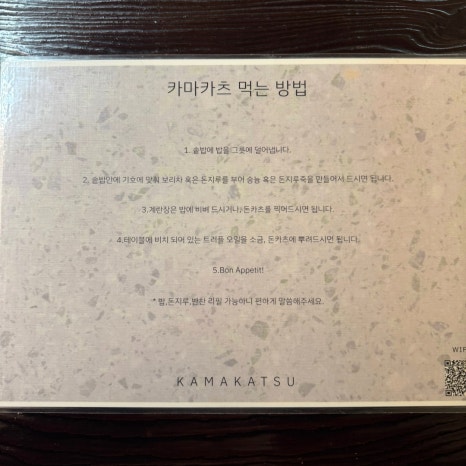 카마카츠 먹는 방법
1. 솥밥에 밥을 그릇에 덜어냅니다.
2, 솥밥안에 기호에 맞춰 보리차 혹은 돈지루를 부어 숭늉 혹은 돈지루죽을 만들어서 드시면 됩니다.
3.계란장은 밥에 비벼 드시거나,돈카츠를 찍어드시면 됩니다.
4.테이블에 비치 되어 있는 트러플 오일을 소금, 돈카츠에 뿌려드시면 됩니다.
5.Bon Appetit!
* 밥,돈지루,별찬 리필 가능하니 편하게 말씀해주세요.
KAMAKATSU